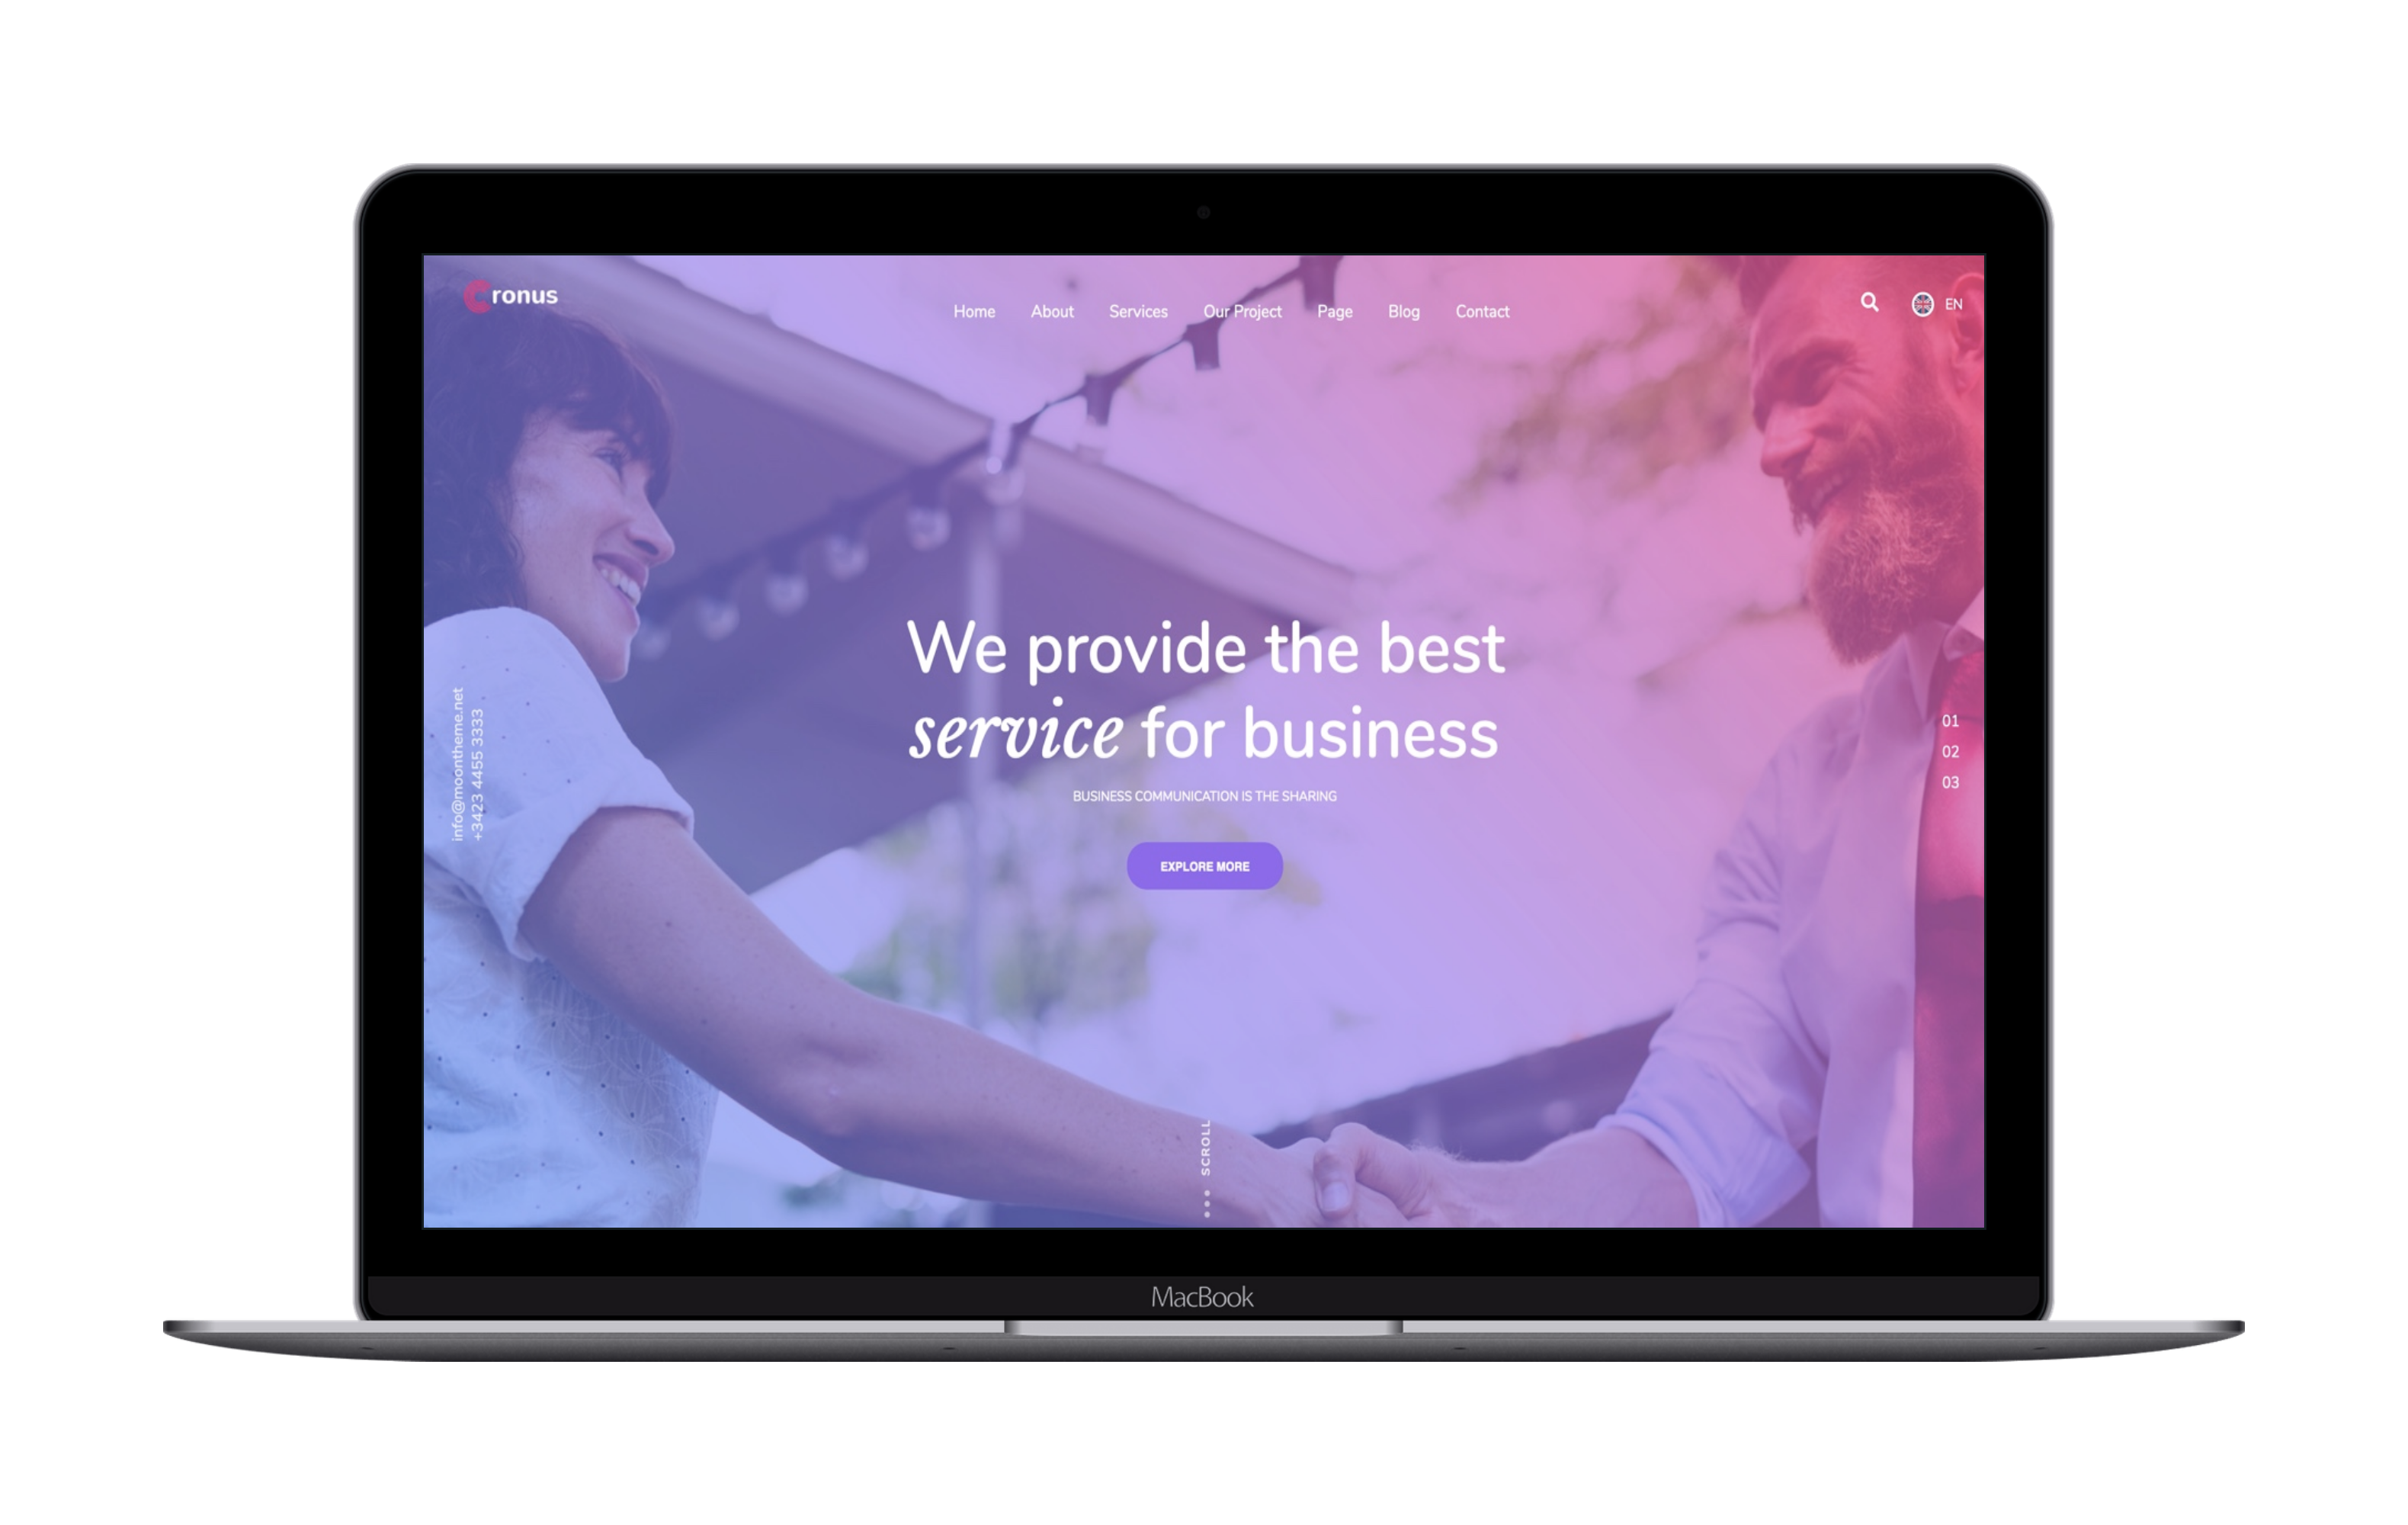 Cronus
Home About Services Our Project Page Blog Contact
EN
We provide the best
service for business
BUSINESS COMMUNICATION IS THE SHARING
EXPLORE MORE
info@moontheme.net
+3423 4455 3333
01
02
03
SCROLL
MacBook